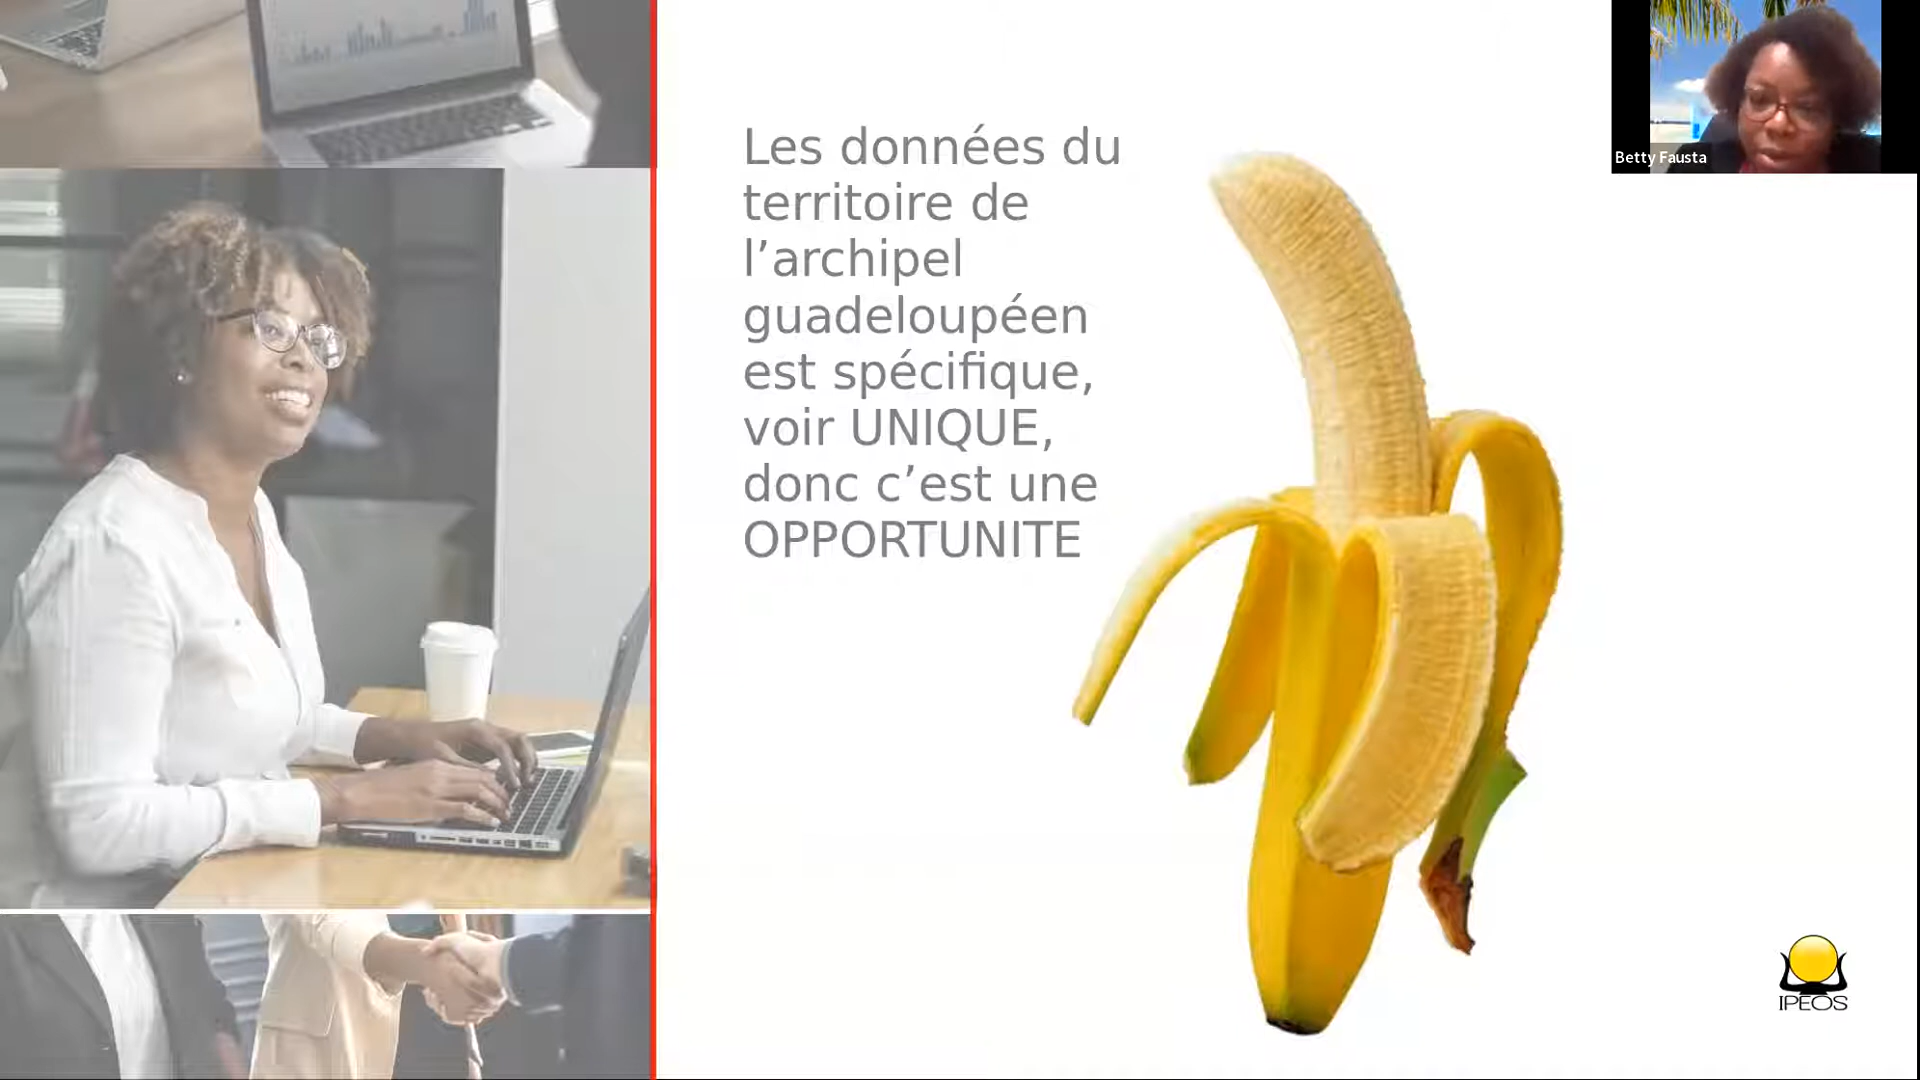 Les données du
territoire de
l’archipel
guadeloupéen
est spécifique,
voir UNIQUE,
donc c’est une
OPPORTUNITE
Betty Fausta
IPEOS